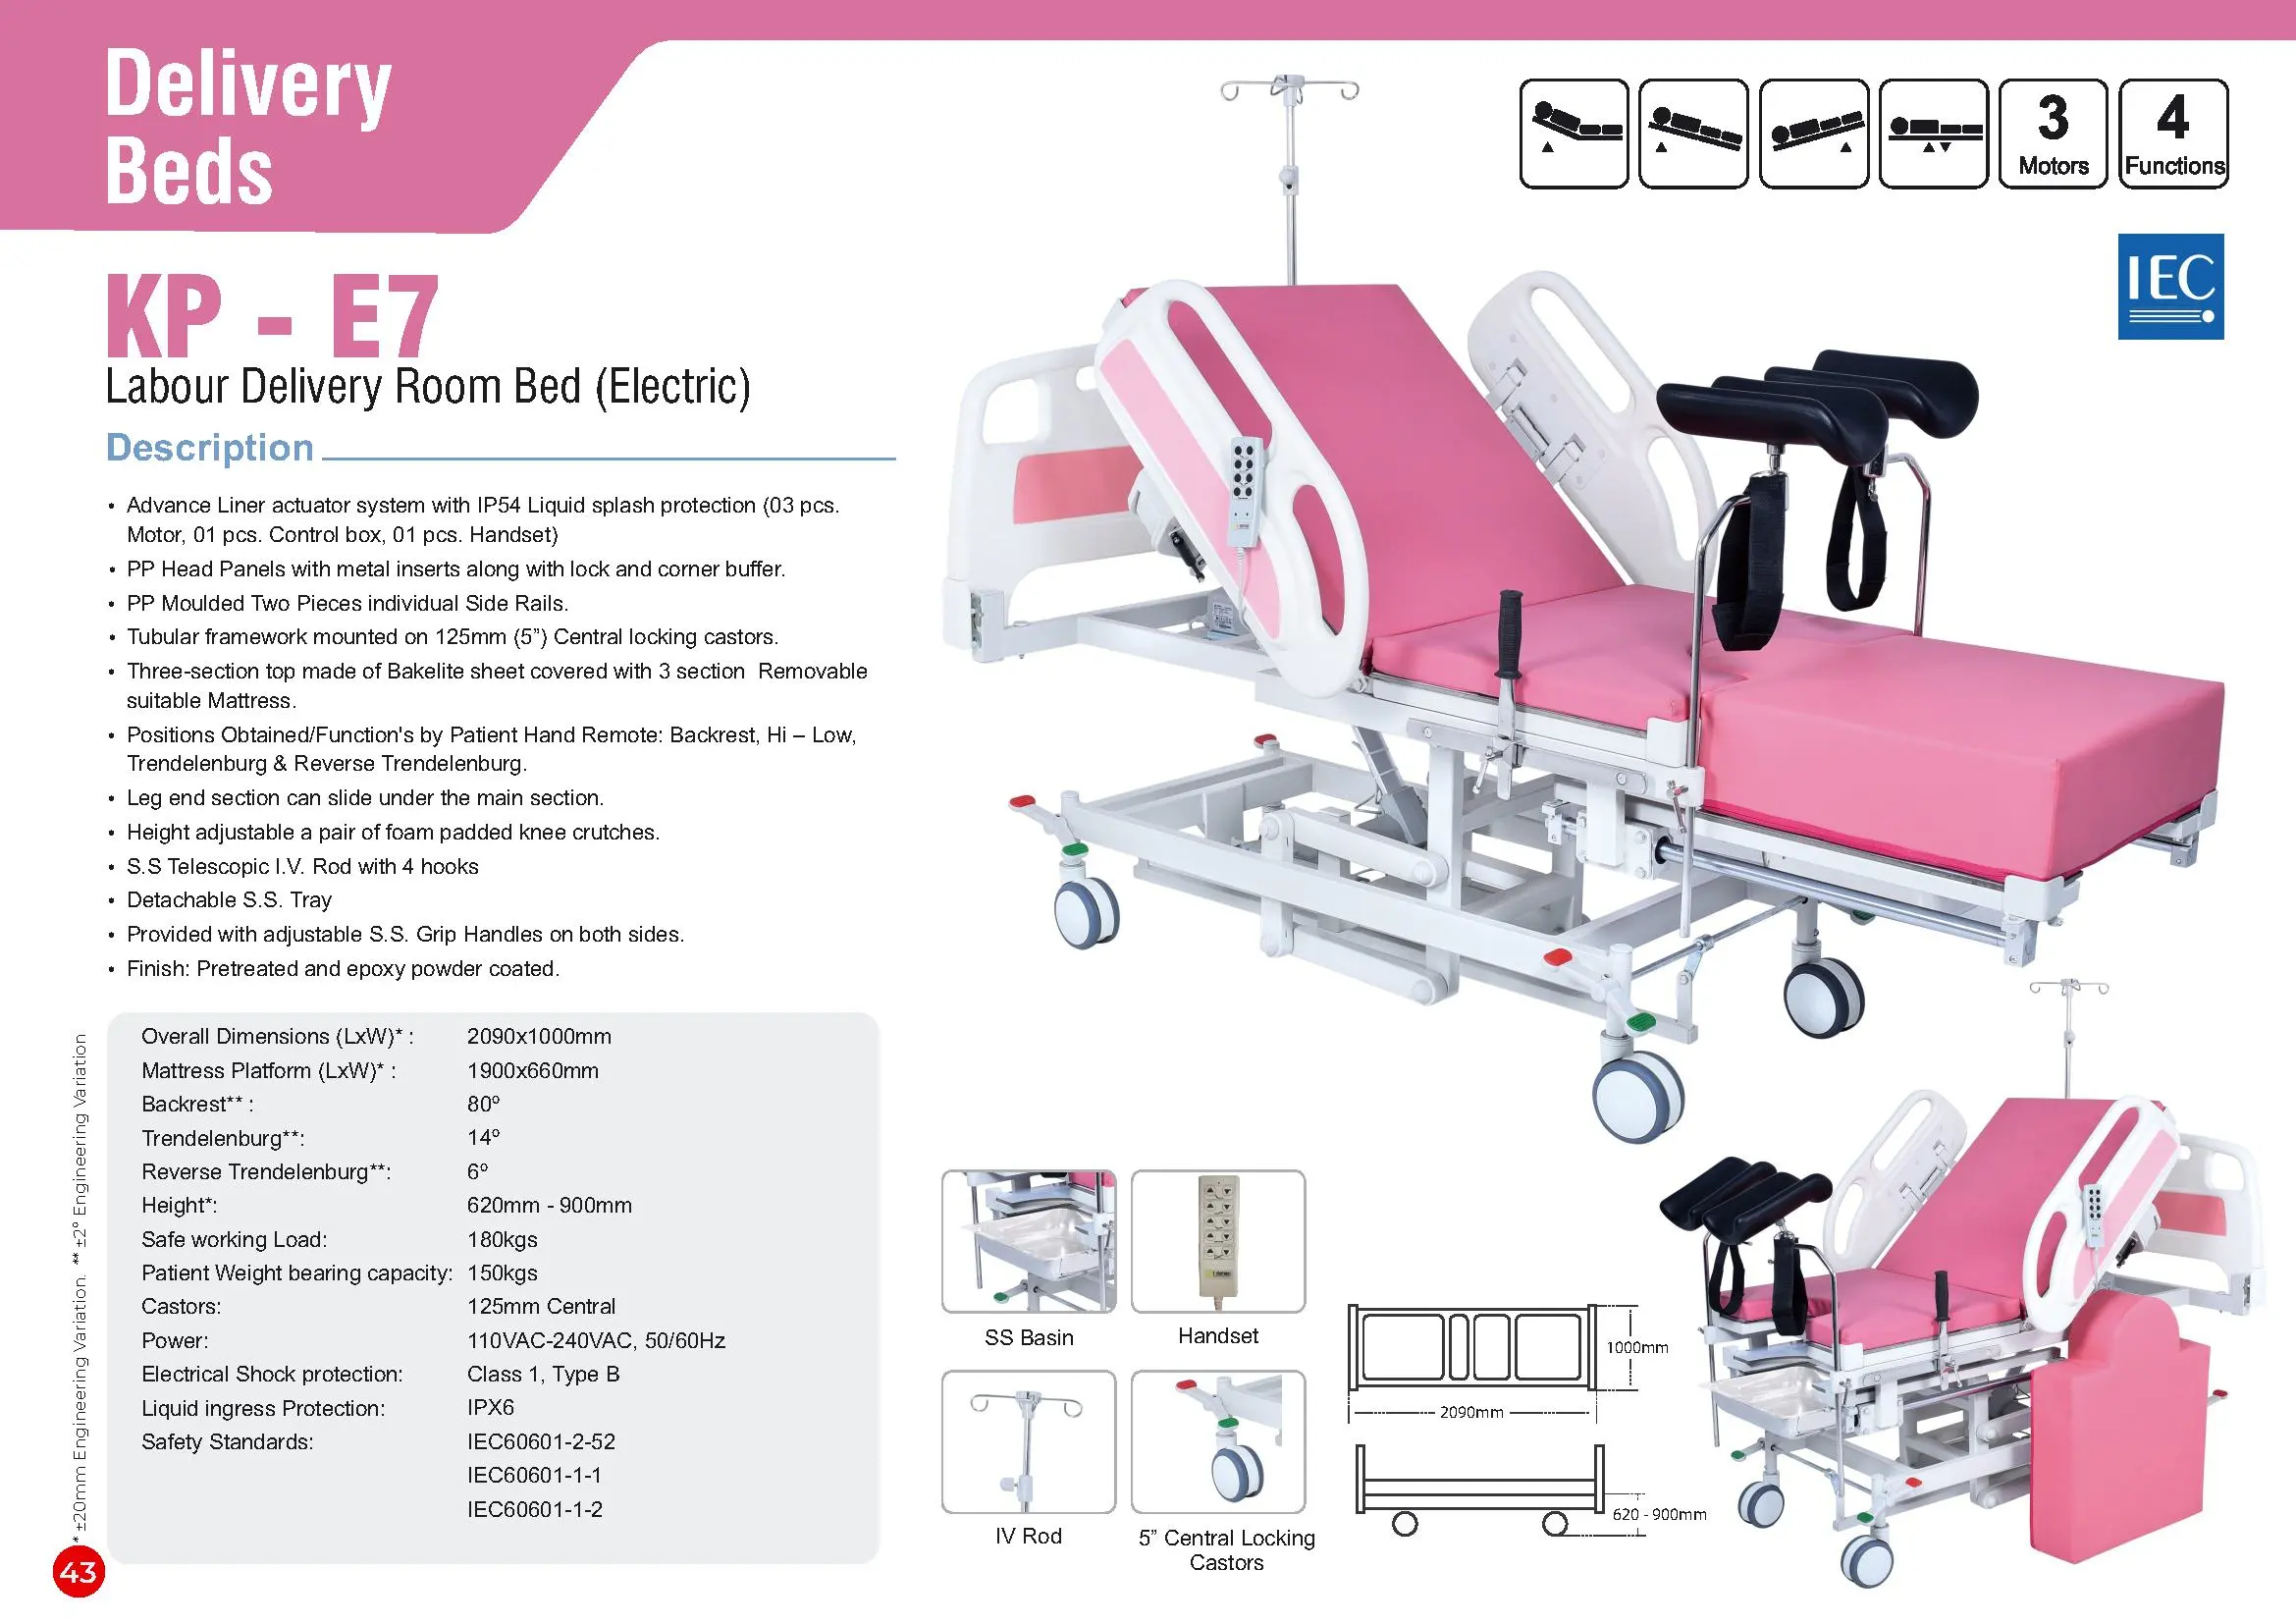 Delivery
Beds
KP - E7
Labour Delivery Room Bed (Electric)
Description
• Advance Liner actuator system with IP54 Liquid splash protection (03 pcs.
Motor, 01 pcs. Control box, 01 pcs. Handset)
• PP Head Panels with metal inserts along with lock and corner buffer.
• PP Moulded Two Pieces individual Side Rails.
• Tubular framework mounted on 125mm (5”) Central locking castors.
• Three-section top made of Bakelite sheet covered with 3 section Removable
suitable Mattress.
• Positions Obtained/Function's by Patient Hand Remote: Backrest, Hi – Low,
Trendelenburg & Reverse Trendelenburg.
• Leg end section can slide under the main section.
• Height adjustable a pair of foam padded knee crutches.
• S.S Telescopic I.V. Rod with 4 hooks
• Detachable S.S. Tray
• Provided with adjustable S.S. Grip Handles on both sides.
• Finish: Pretreated and epoxy powder coated.
Overall Dimensions (LxW)* : 2090x1000mm
Mattress Platform (LxW)* : 1900x660mm
Backrest** : 80º
Trendelenburg**: 14º
Reverse Trendelenburg**: 6º
Height*: 620mm - 900mm
Safe working Load: 180kgs
Patient Weight bearing capacity: 150kgs
Castors: 125mm Central
Power: 110VAC-240VAC, 50/60Hz
Electrical Shock protection: Class 1, Type B
Liquid ingress Protection: IPX6
Safety Standards: IEC60601-2-52
IEC60601-1-1
IEC60601-1-2
* ±20mm Engineering Variation. ** ±2° Engineering Variation
43
3
Motors
4
Functions
IEC
SS Basin
Handset
IV Rod
5” Central Locking
Castors
1000mm
2090mm
620 - 900mm